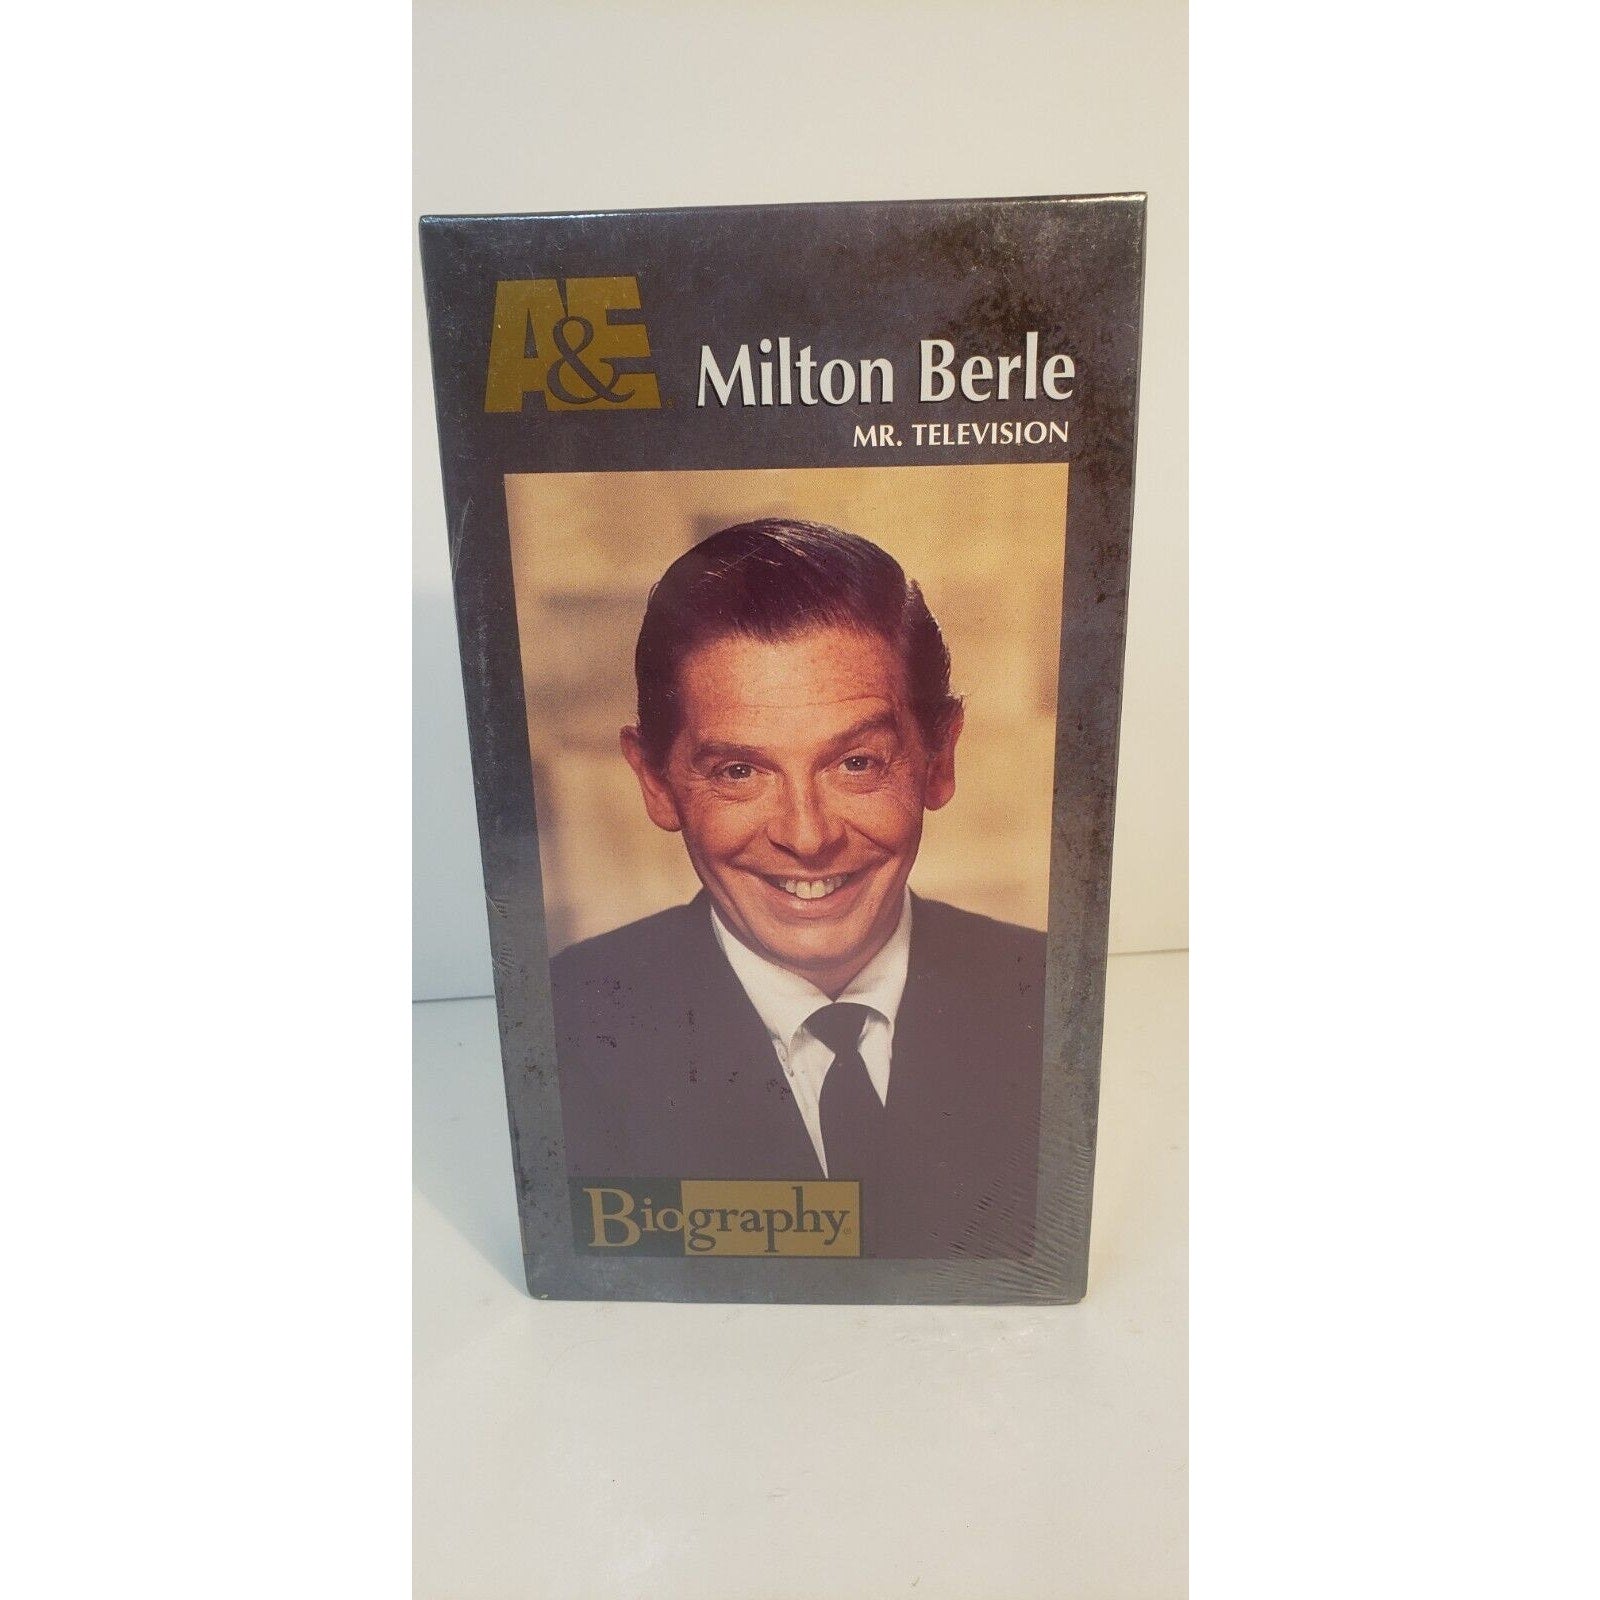 A&E
Milton Berle
MR. TELEVISION
Biography®